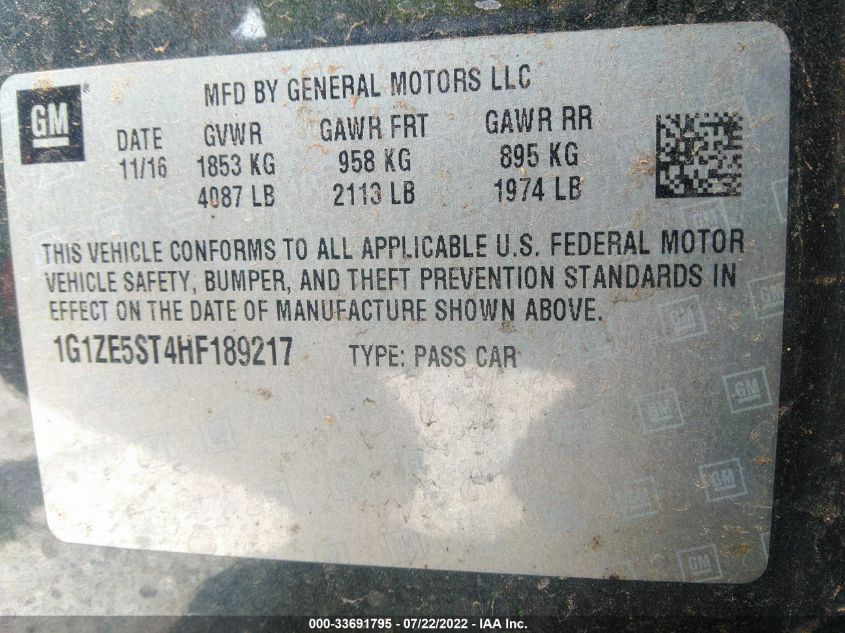 GM ®
MFD BY GENERAL MOTORS LLC
DATE GVWR GAWR FRT GAWR RR
11/16 1853 KG 958 KG 895 KG
4087 LB 2113 LB 1974 LB
THIS VEHICLE CONFORMS TO ALL APPLICABLE U.S. FEDERAL MOTOR
VEHICLE SAFETY, BUMPER, AND THEFT PREVENTION STANDARDS IN
EFFECT ON THE DATE OF MANUFACTURE SHOWN ABOVE.
1G1ZE5ST4HF189217 TYPE: PASS CAR
000-33691795 - 07/22/2022 - IAA Inc.